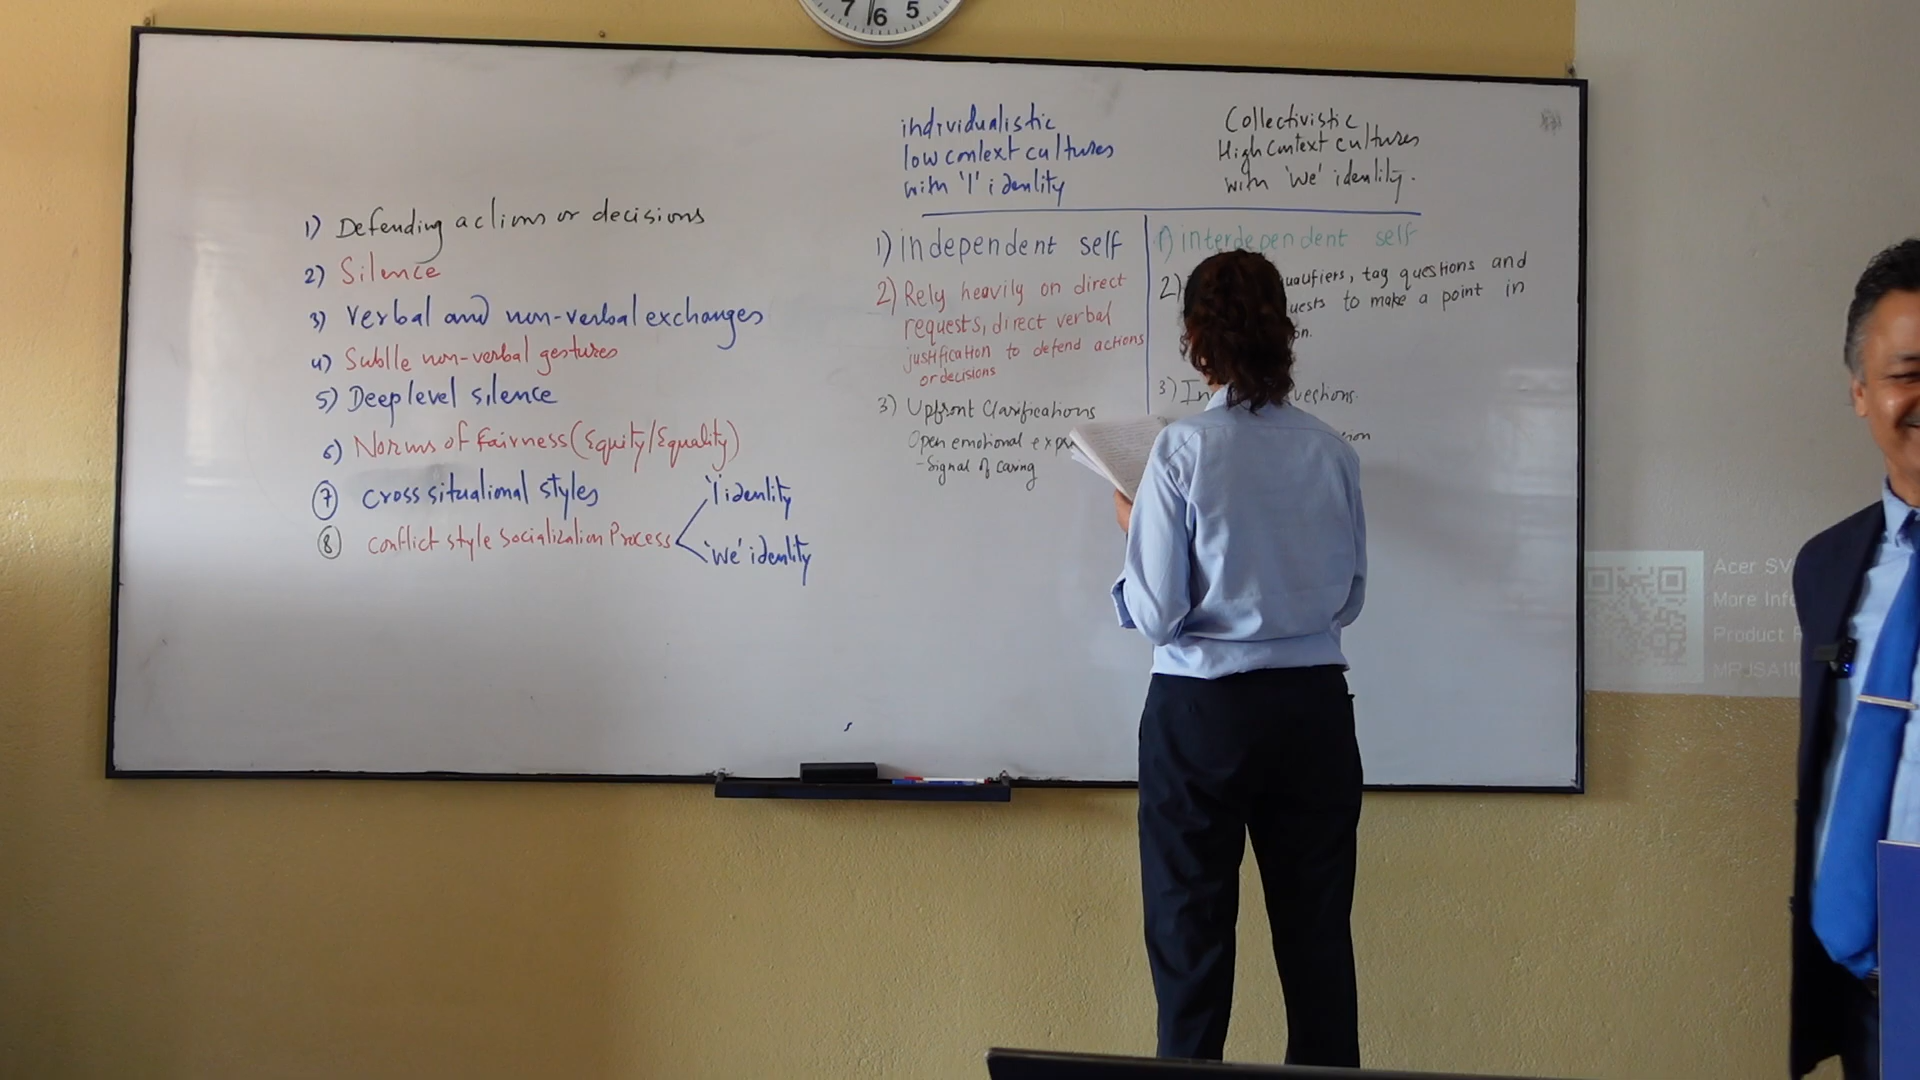 7 6 5
1) Defending actions or decisions
2) Silence
3) Verbal and non-verbal exchanges
4) Sublle non-verbal gestures
5) Deep level silence
6) Norms of fairness (Equity/Equality)
7 cross situational styles
8 conflict style socialization Process
'I' identity
'We' identity
individualistic
low context cultures
with 'I' identity
Collectivistic
High context cultures
with 'We' identity.
1) independent self
2) Rely heavily on direct
requests, direct verbal
justification to defend actions
or decisions
3) Upfront Clarifications
Open emotional
- Signal of caring
1) interdependent self
2) tag questions and
to make a point in
3)
Acer
More
Product